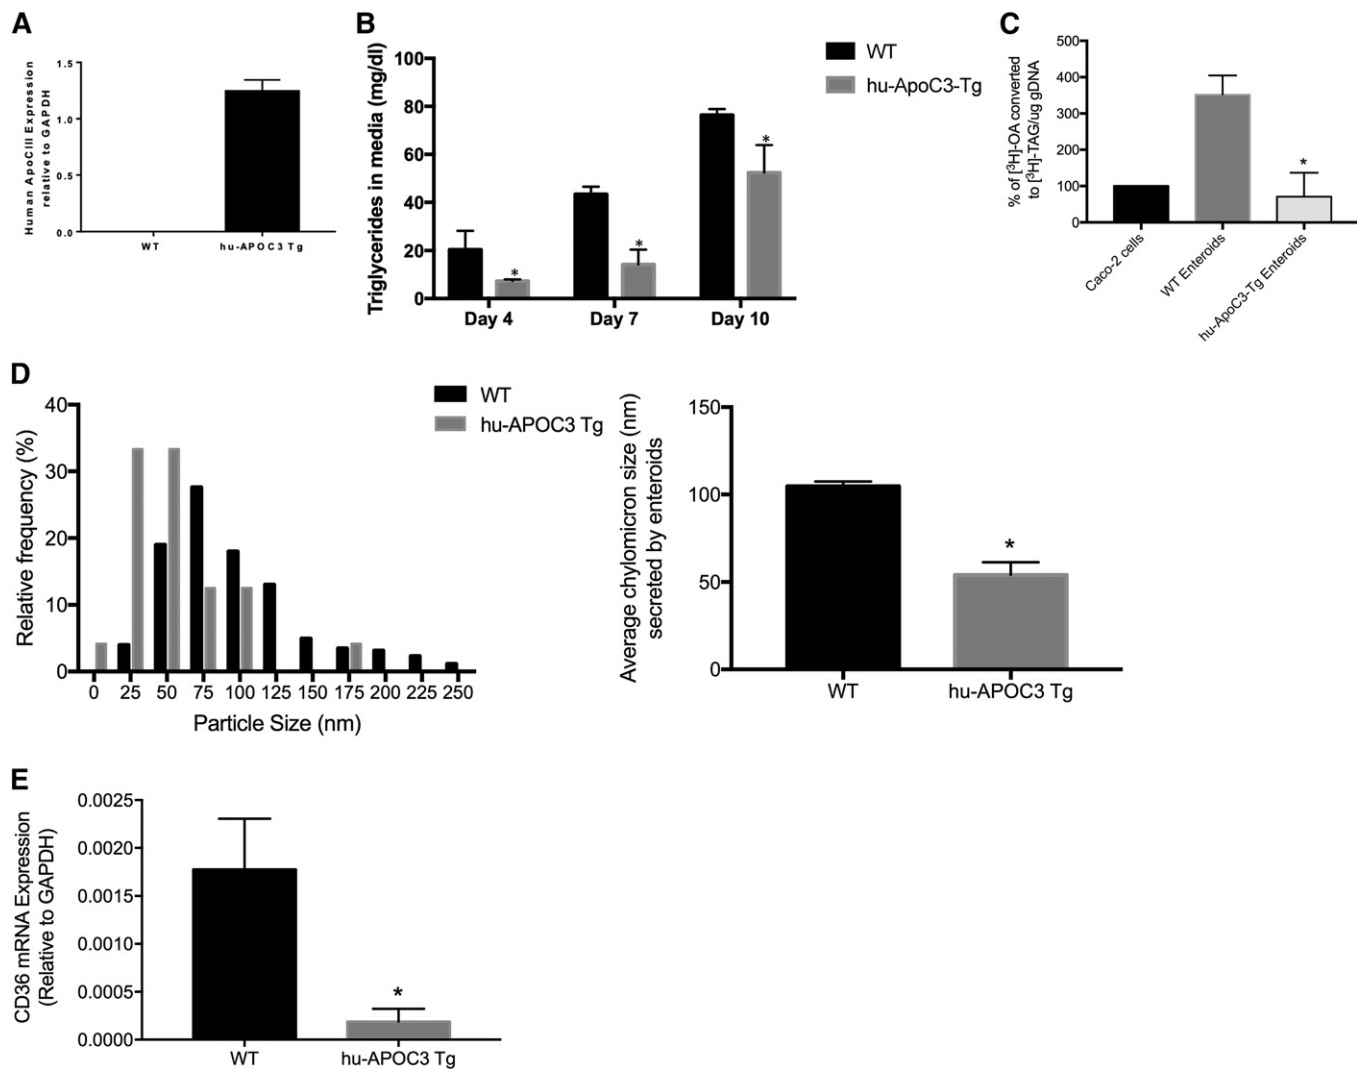 A
Human ApoCIII Expression
relative to GAPDH
1.5
1.0
0.5
0.0
WT
hu-APOC3 Tg
B
Triglycerides in media (mg/dl)
100
80
60
40
20
0
*
*
*
Day 4
Day 7
Day 10
WT
hu-ApoC3-Tg
C
% of [³H]-OA converted
to [³H]-TAG/ug gDNA
500
400
300
200
100
0
*
Caco-2 cells
WT Enteroids
hu-ApoC3-Tg Enteroids
D
Relative frequency (%)
40
30
20
10
0
0 25 50 75 100 125 150 175 200 225 250
Particle Size (nm)
WT
hu-APOC3 Tg
Average chylomicron size (nm)
secreted by enteroids
150
100
50
0
*
WT
hu-APOC3 Tg
E
CD36 mRNA Expression
(Relative to GAPDH)
0.0025
0.0020
0.0015
0.0010
0.0005
0.0000
*
WT
hu-APOC3 Tg